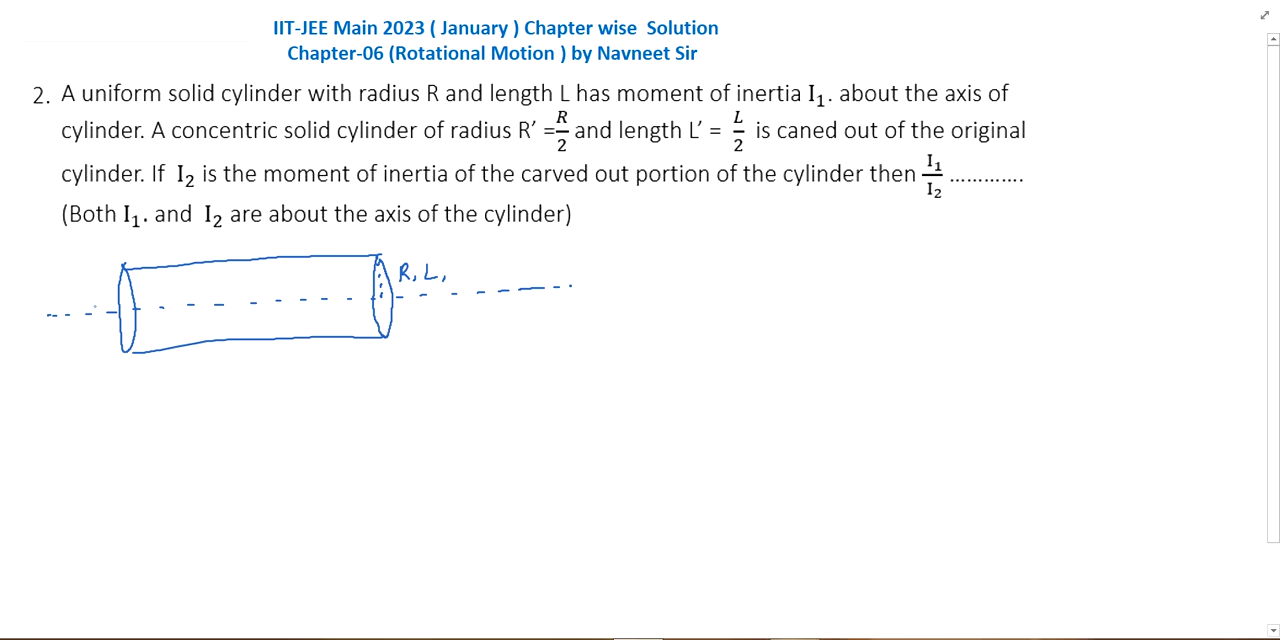 IIT-JEE Main 2023 ( January ) Chapter wise Solution
Chapter-06 (Rotational Motion ) by Navneet Sir
2. A uniform solid cylinder with radius R and length L has moment of inertia I₁. about the axis of
cylinder. A concentric solid cylinder of radius R′ =R/2 and length L′ = L/2 is caned out of the original
cylinder. If I₂ is the moment of inertia of the carved out portion of the cylinder then I₁/I₂ .............
(Both I₁. and I₂ are about the axis of the cylinder)
R, L,